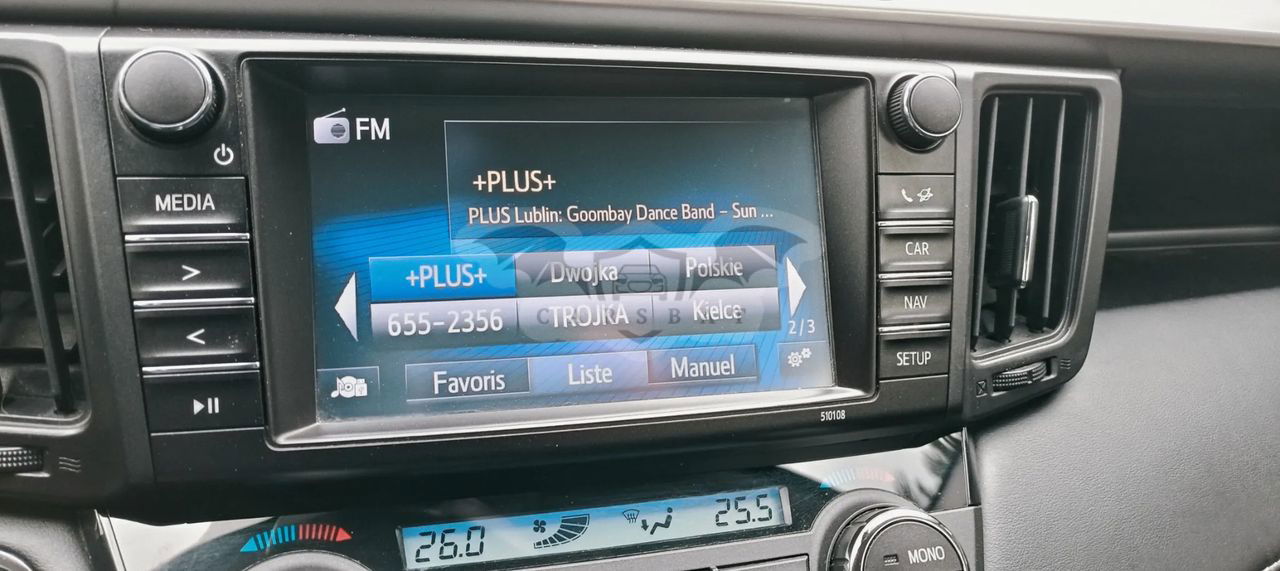 FM
+PLUS+
PLUS Lublin: Goombay Dance Band – Sun ...
+PLUS+ Dwojka Polskie
655-2356 TROJKA Kielce
2/3
Favoris Liste Manuel
MEDIA
>
<
CAR
NAV
SETUP
510108
26.0 25.5
MONO